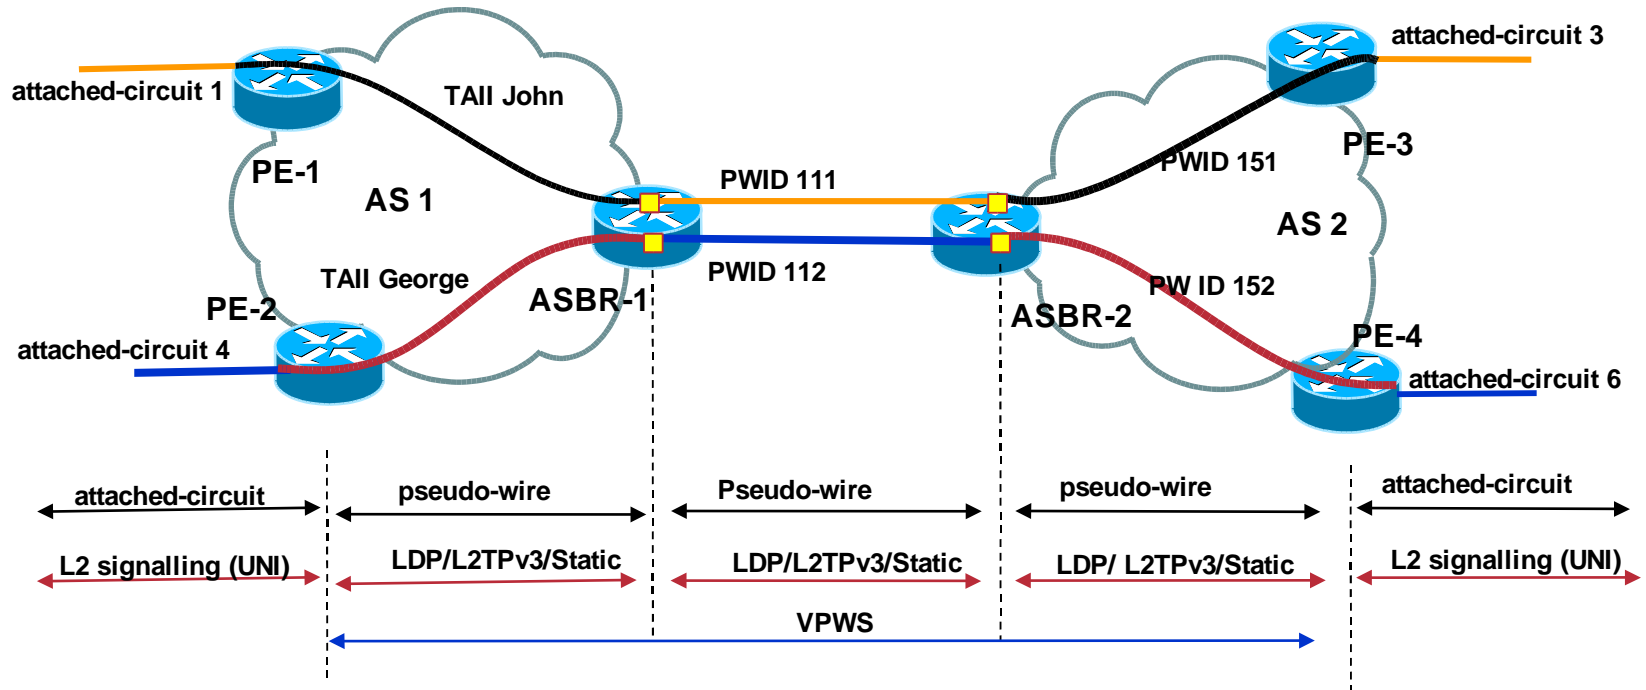 attached-circuit 3
attached-circuit 1
TAII John
PE-1
PE-3
PWID 151
PWID 111
AS 1
AS 2
PWID 112
TAII George
PW ID 152
PE-2
ASBR-1
ASBR-2
PE-4
attached-circuit 4
attached-circuit 6
attached-circuit
pseudo-wire
Pseudo-wire
pseudo-wire
attached-circuit
L2 signalling (UNI)
LDP/L2TPv3/Static
LDP/L2TPv3/Static
LDP/ L2TPv3/Static
L2 signalling (UNI)
VPWS